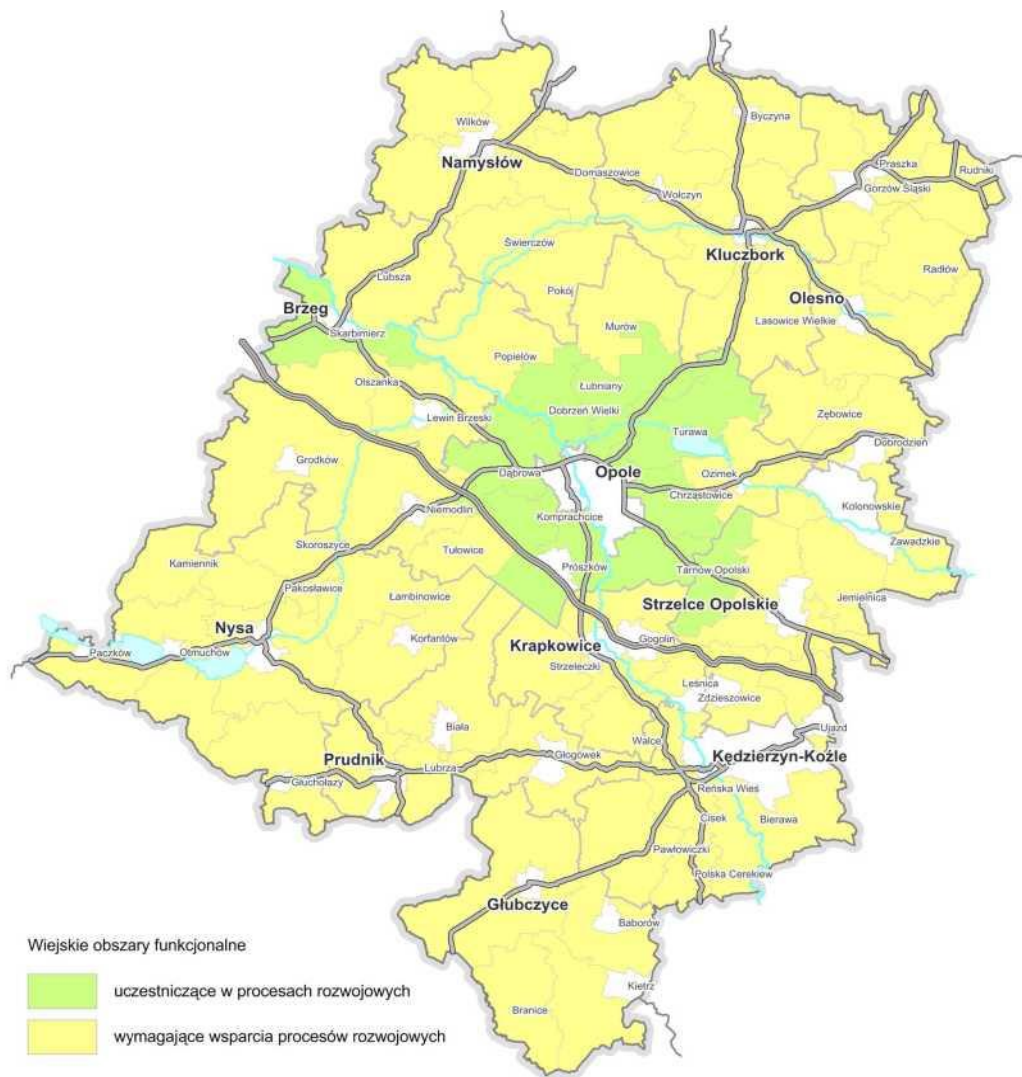 Wilków
Byczyna
Namysłów
Praszka
Rudniki
Domaszowice
Gorzów Śląski
Wołczyn
Świerczów
Kluczbork
Radłów
Lubsza
Pokój
Olesno
Brzeg
Lasowice Wielkie
Skarbimierz
Murów
Popielów
Olszanka
Łubniany
Dobrzeń Wielki
Lewin Brzeski
Zębowice
Turawa
Dobrodzień
Grodków
Dąbrowa
Opole
Ozimek
Chrząstowice
Kolonowskie
Niemodlin
Komprachcice
Zawadzkie
Skoroszyce
Tułowice
Prószków
Kamiennik
Tarnów Opolski
Pakosławice
Łambinowice
Jemielnica
Strzelce Opolskie
Nysa
Korfantów
Krapkowice
Gogolin
Paczków
Otmuchów
Strzeleczki
Leśnica
Zdzieszowice
Biała
Ujazd
Walce
Prudnik
Głogówek
Kędzierzyn-Koźle
Lubrza
Głuchołazy
Reńska Wieś
Cisek
Bierawa
Pawłowiczki
Polska Cerekiew
Głubczyce
Baborów
Wiejskie obszary funkcjonalne
Kietrz
uczestniczące w procesach rozwojowych
Branice
wymagające wsparcia procesów rozwojowych